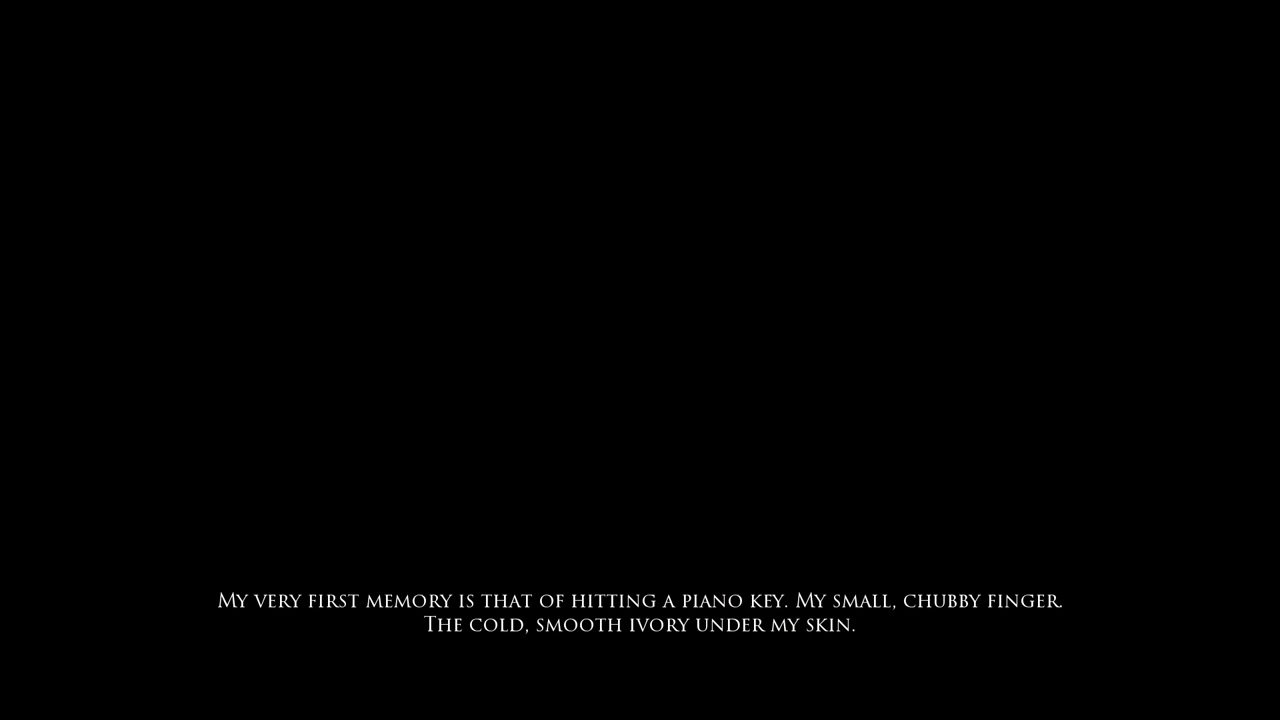 My very first memory is that of hitting a piano key. My small, chubby finger.
The cold, smooth ivory under my skin.